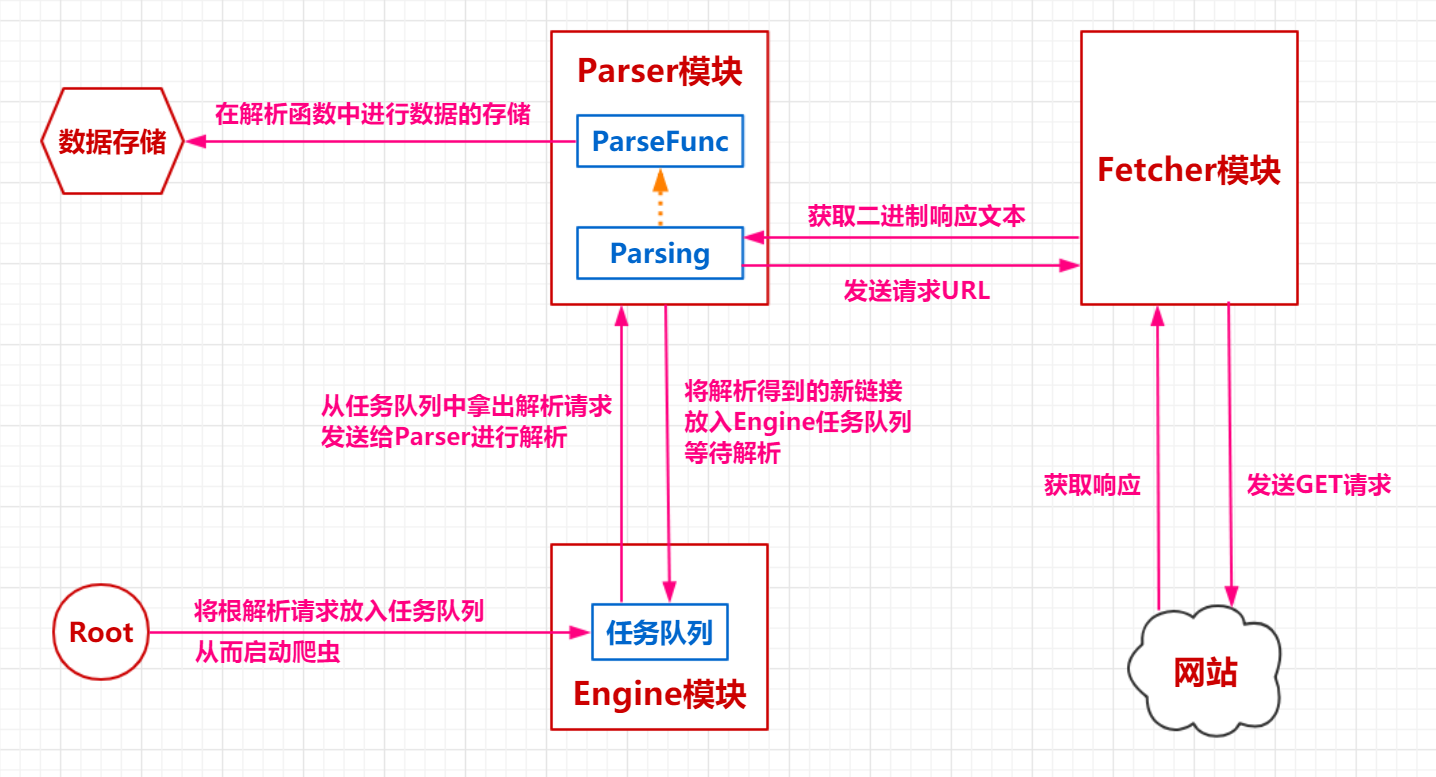 Parser模块
ParseFunc
Parsing
数据存储
在解析函数中进行数据的存储
Fetcher模块
获取二进制响应文本
发送请求URL
从任务队列中拿出解析请求
发送给Parser进行解析
将解析得到的新链接
放入Engine任务队列
等待解析
获取响应
发送GET请求
Root
将根解析请求放入任务队列
从而启动爬虫
任务队列
Engine模块
网站